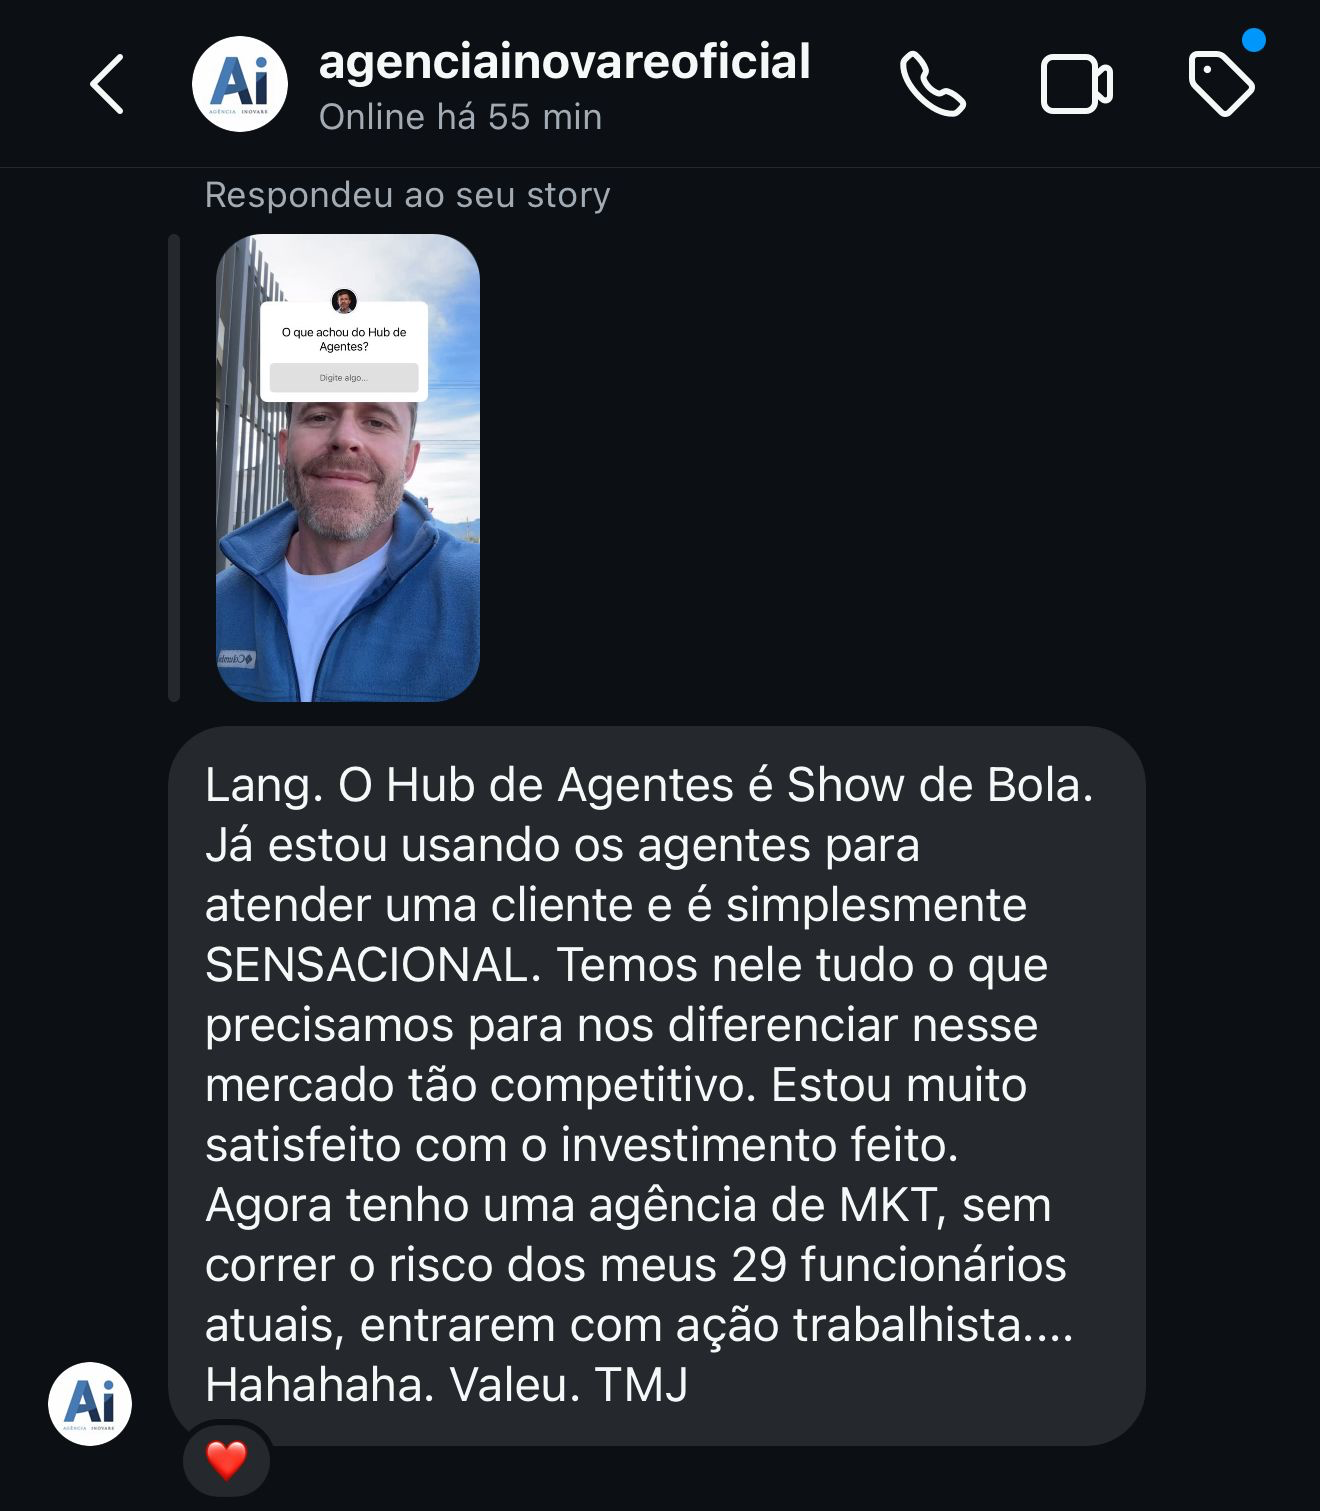 agenciainovareoficial
Online há 55 min
Ai
AGÊNCIA INOVARE
Respondeu ao seu story
O que achou do Hub de
Agentes?
Digite algo...
Lang. O Hub de Agentes é Show de Bola.
Já estou usando os agentes para
atender uma cliente e é simplesmente
SENSACIONAL. Temos nele tudo o que
precisamos para nos diferenciar nesse
mercado tão competitivo. Estou muito
satisfeito com o investimento feito.
Agora tenho uma agência de MKT, sem
correr o risco dos meus 29 funcionários
atuais, entrarem com ação trabalhista....
Hahahaha. Valeu. TMJ
Ai
AGÊNCIA INOVARE